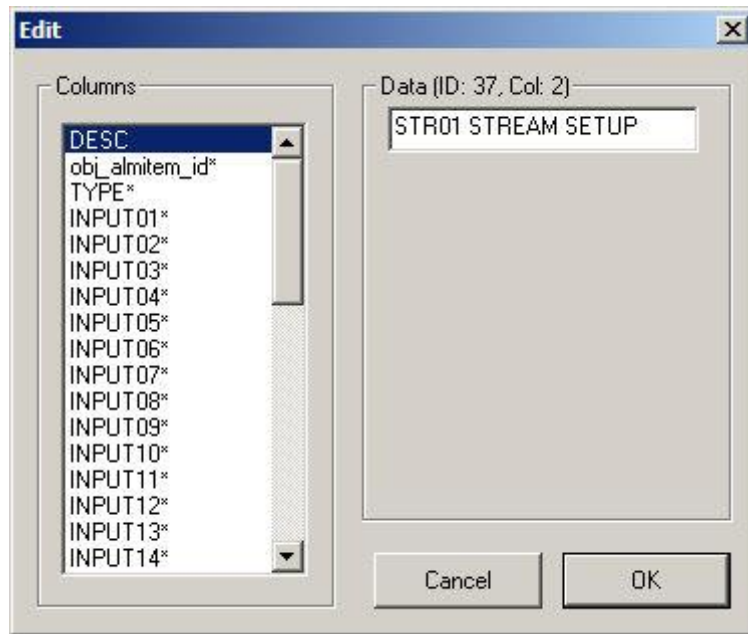 Edit
Columns
DESC
obj_almitem_id*
TYPE*
INPUT01*
INPUT02*
INPUT03*
INPUT04*
INPUT05*
INPUT06*
INPUT07*
INPUT08*
INPUT09*
INPUT10*
INPUT11*
INPUT12*
INPUT13*
INPUT14*
Data (ID: 37, Col: 2)
STR01 STREAM SETUP
Cancel
OK